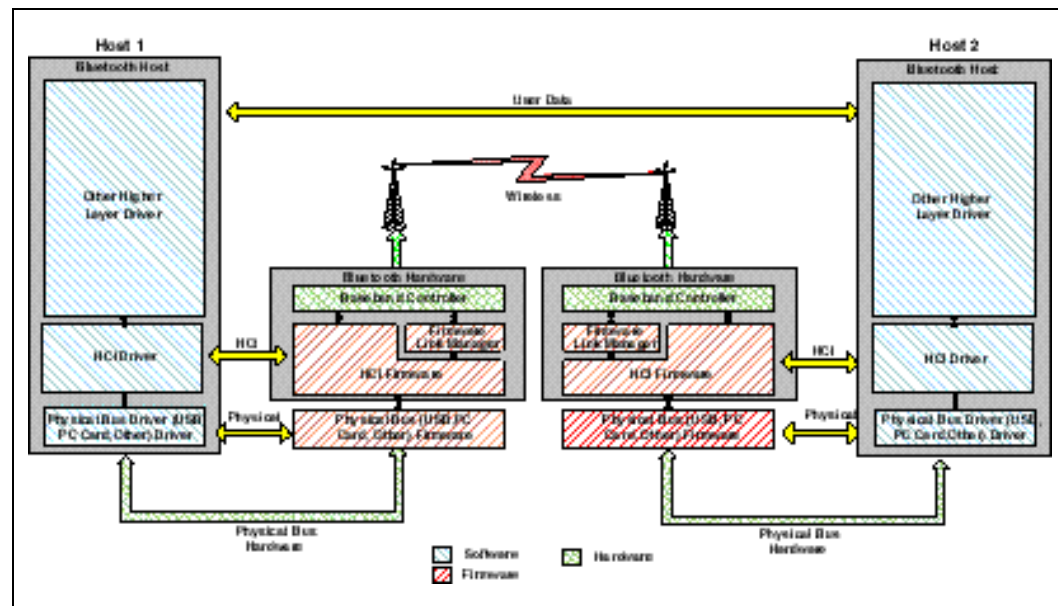 Host 1
Host 2
Bluetooth Host
Bluetooth Host
User Data
Wireless
Other Higher
Layer Driver
Other Higher
Layer Driver
Bluetooth Hardware
Bluetooth Hardware
Baseband Controller
Baseband Controller
Firmware
Link Manager
Firmware
Link Manager
HCI Driver
HCI
HCI Firmware
HCI Firmware
HCI
HCI Driver
Physical Bus Driver (USB,
PC Card, Other) Driver
Physical
Physical Bus (USB, PC
Card, Other) Firmware
Physical Bus (USB, PC
Card, Other) Firmware
Physical
Physical Bus Driver (USB,
PC Card, Other) Driver
Physical Bus
Hardware
Physical Bus
Hardware
Software
Hardware
Firmware